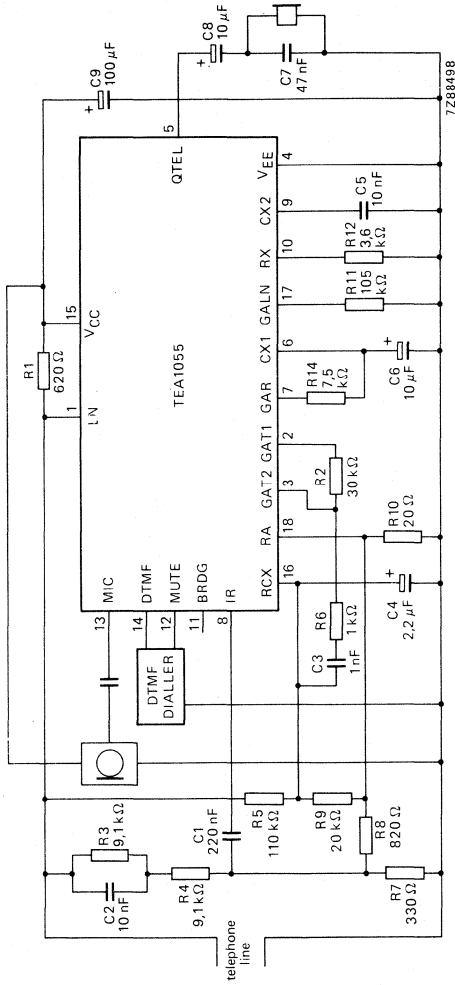 R1
620 Ω
C9
100 µF
C8
10 µF
C7
47 nF
5
QTEL
15
VCC
1
LN
TEA1055
VEE
4
CX2
9
C5
10 nF
RX
10
R12
3,6
kΩ
GALN
17
R11
105
kΩ
CX1
6
C6
10 µF
GAR
7
R14
7,5
kΩ
GAT1
2
GAT2
3
R2
30 kΩ
RA
18
R10
20 Ω
RCX
16
C4
2,2 µF
R6
1 kΩ
C3
1 nF
MIC
13
DTMF
14
MUTE
12
BRDG
11
IR
8
DTMF
DIALLER
R3
9,1 kΩ
C2
10 nF
R4
9,1 kΩ
C1
220 nF
R5
110 kΩ
R9
20 kΩ
R8
820 Ω
R7
330 Ω
telephone
line
7Z88498